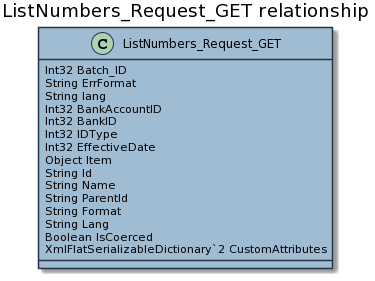 ListNumbers_Request_GET relationship
C ListNumbers_Request_GET
Int32 Batch_ID
String ErrFormat
String lang
Int32 BankAccountID
Int32 BankID
Int32 IDType
Int32 EffectiveDate
Object Item
String Id
String Name
String ParentId
String Format
String Lang
Boolean IsCoerced
XmlFlatSerializableDictionary`2 CustomAttributes